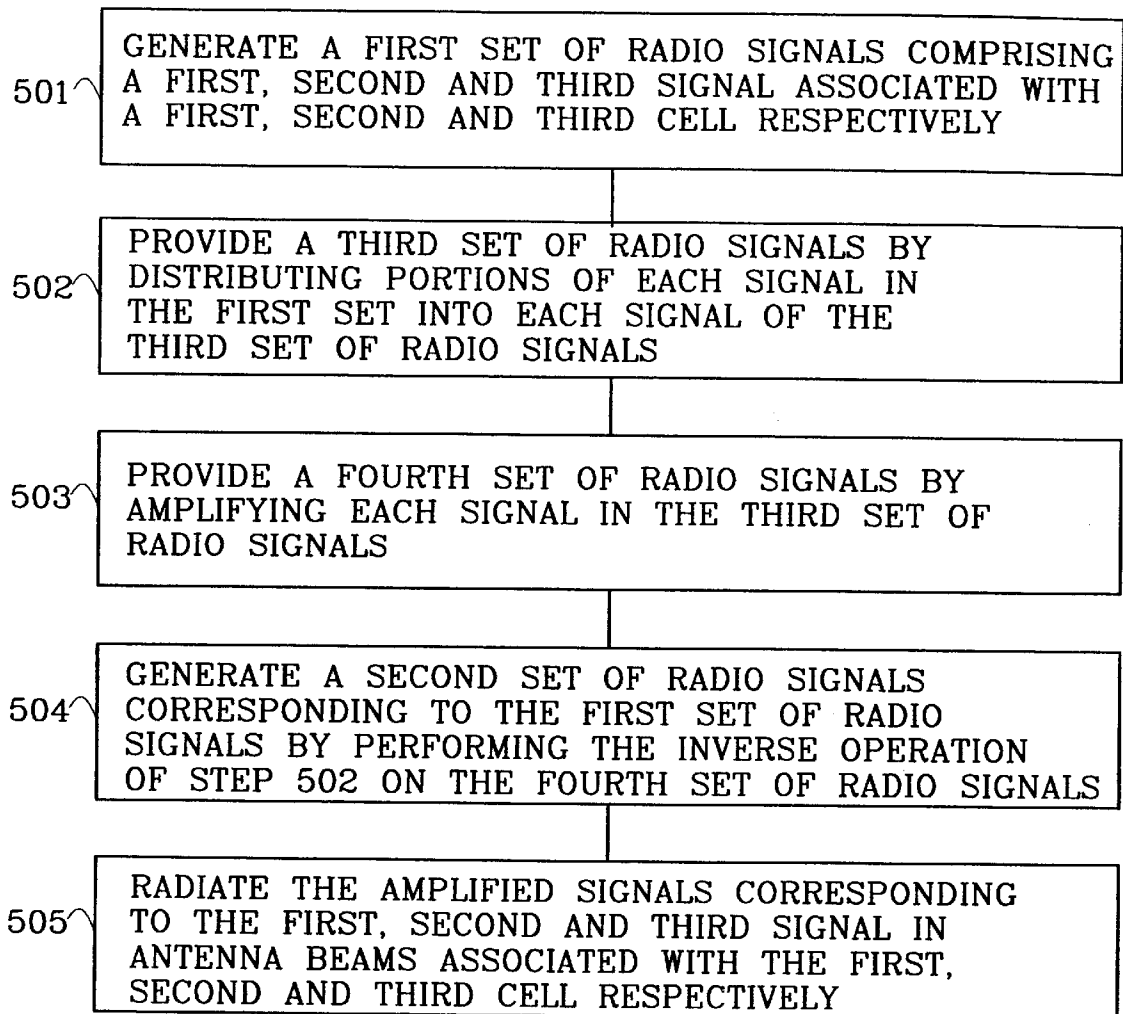 GENERATE A FIRST SET OF RADIO SIGNALS COMPRISING
501 A FIRST, SECOND AND THIRD SIGNAL ASSOCIATED WITH
A FIRST, SECOND AND THIRD CELL RESPECTIVELY
PROVIDE A THIRD SET OF RADIO SIGNALS BY
502 DISTRIBUTING PORTIONS OF EACH SIGNAL IN
THE FIRST SET INTO EACH SIGNAL OF THE
THIRD SET OF RADIO SIGNALS
PROVIDE A FOURTH SET OF RADIO SIGNALS BY
503 AMPLIFYING EACH SIGNAL IN THE THIRD SET OF
RADIO SIGNALS
GENERATE A SECOND SET OF RADIO SIGNALS
504 CORRESPONDING TO THE FIRST SET OF RADIO
SIGNALS BY PERFORMING THE INVERSE OPERATION
OF STEP 502 ON THE FOURTH SET OF RADIO SIGNALS
RADIATE THE AMPLIFIED SIGNALS CORRESPONDING
505 TO THE FIRST, SECOND AND THIRD SIGNAL IN
ANTENNA BEAMS ASSOCIATED WITH THE FIRST,
SECOND AND THIRD CELL RESPECTIVELY